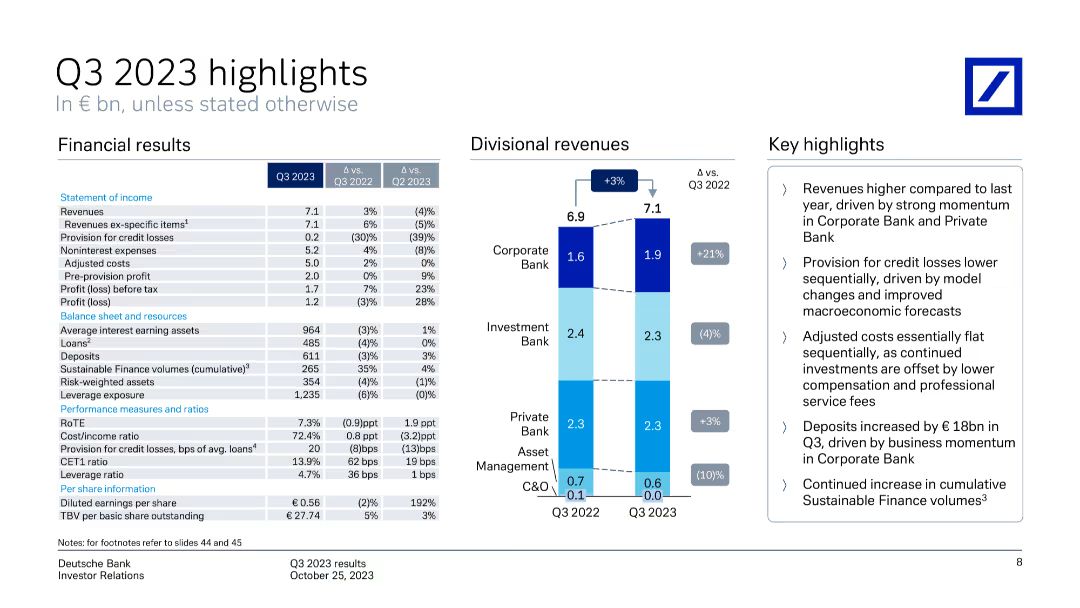 Q3 2023 highlights
In € bn, unless stated otherwise
Financial results
Q3 2023 Δ vs. Q3 2022 Δ vs. Q2 2023
Statement of income
Revenues 7.1 3% (4)%
Revenues ex-specific items1 7.1 6% (5)%
Provision for credit losses 0.2 (30)% (39)%
Noninterest expenses 5.2 4% (8)%
Adjusted costs 5.0 2% 0%
Pre-provision profit 2.0 0% 9%
Profit (loss) before tax 1.7 7% 23%
Profit (loss) 1.2 (3)% 28%
Balance sheet and resources
Average interest earning assets 964 (3)% 1%
Loans2 485 (4)% 0%
Deposits 611 (3)% 3%
Sustainable Finance volumes (cumulative)3 265 35% 4%
Risk-weighted assets 354 (4)% (1)%
Leverage exposure 1,235 (6)% (0)%
Performance measures and ratios
RoTE 7.3% (0.9)ppt 1.9 ppt
Cost/income ratio 72.4% 0.8 ppt (3.2)ppt
Provision for credit losses, bps of avg. loans4 20 (8)bps (13)bps
CET1 ratio 13.9% 62 bps 19 bps
Leverage ratio 4.7% 36 bps 1 bps
Per share information
Diluted earnings per share € 0.56 (2)% 192%
TBV per basic share outstanding € 27.74 5% 3%
Divisional revenues
Δ vs.
Q3 2022
+3%
6.9 7.1
Corporate
Bank
1.6 1.9 +21%
Investment
Bank
2.4 2.3 (4)%
Private
Bank
2.3 2.3 +3%
Asset
Management
0.7 0.6 (10)%
C&O 0.1 0.0
Q3 2022 Q3 2023
Key highlights
Revenues higher compared to last
year, driven by strong momentum
in Corporate Bank and Private
Bank
Provision for credit losses lower
sequentially, driven by model
changes and improved
macroeconomic forecasts
Adjusted costs essentially flat
sequentially, as continued
investments are offset by lower
compensation and professional
service fees
Deposits increased by € 18bn in
Q3, driven by business momentum
in Corporate Bank
Continued increase in cumulative
Sustainable Finance volumes3
Notes: for footnotes refer to slides 44 and 45
Deutsche Bank
Investor Relations
Q3 2023 results
October 25, 2023
8